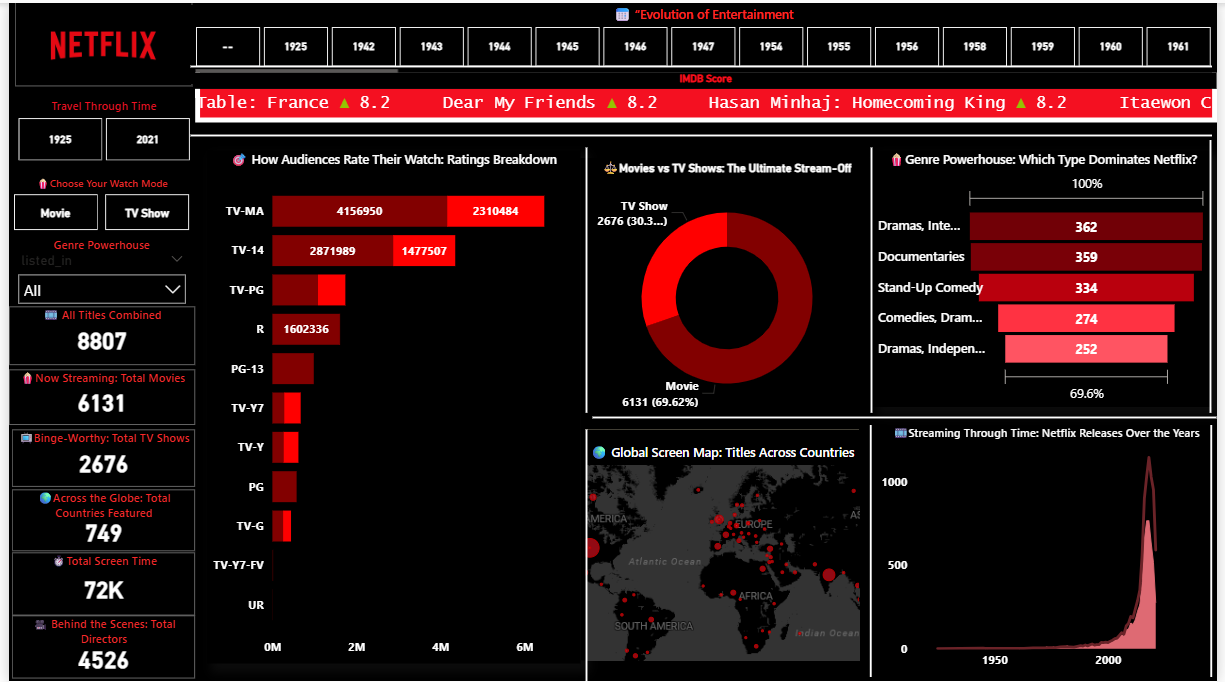 NETFLIX
"Evolution of Entertainment
--
1925
1942
1943
1944
1945
1946
1947
1954
1955
1956
1958
1959
1960
1961
IMDB Score
Table: France ▲ 8.2 Dear My Friends ▲ 8.2 Hasan Minhaj: Homecoming King ▲ 8.2 Itaewon C
Travel Through Time
1925
2021
Choose Your Watch Mode
Movie
TV Show
Genre Powerhouse
listed_in
All
All Titles Combined
8807
Now Streaming: Total Movies
6131
Binge-Worthy: Total TV Shows
2676
Across the Globe: Total
Countries Featured
749
Total Screen Time
72K
Behind the Scenes: Total
Directors
4526
How Audiences Rate Their Watch: Ratings Breakdown
TV-MA 4156950 2310484
TV-14 2871989 1477507
TV-PG
R 1602336
PG-13
TV-Y7
TV-Y
PG
TV-G
TV-Y7-FV
UR
0M 2M 4M 6M
Movies vs TV Shows: The Ultimate Stream-Off
TV Show
2676 (30.3...)
Movie
6131 (69.62%)
Genre Powerhouse: Which Type Dominates Netflix?
100%
Dramas, Inte... 362
Documentaries 359
Stand-Up Comedy 334
Comedies, Dram... 274
Dramas, Indepen... 252
69.6%
Global Screen Map: Titles Across Countries
AMERICA
EUROPE
AS
Atlantic Ocean
AFRICA
SOUTH AMERICA
Indian Ocean
Streaming Through Time: Netflix Releases Over the Years
1000
500
0
1950 2000